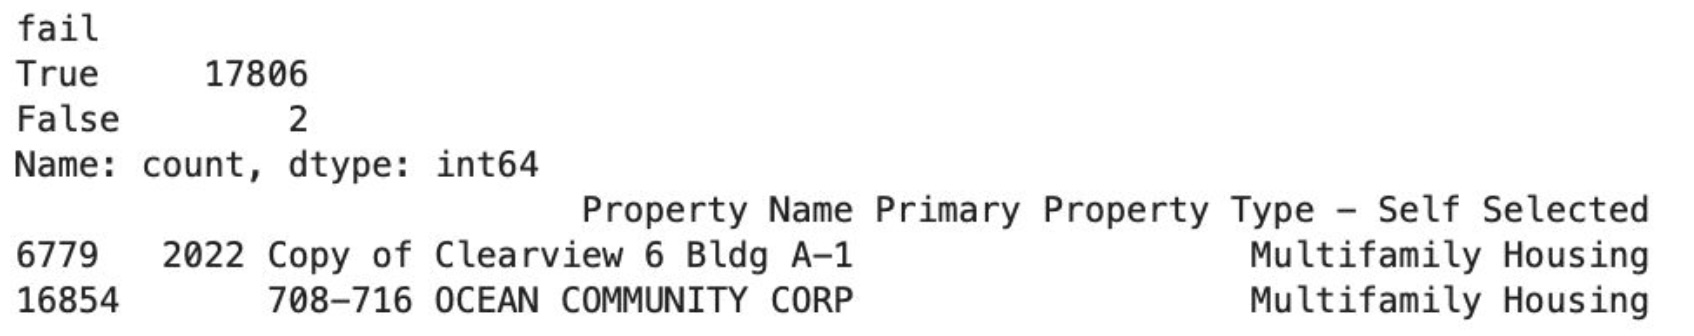 fail
True     17806
False        2
Name: count, dtype: int64
                           Property Name Primary Property Type - Self Selected
6779   2022 Copy of Clearview 6 Bldg A-1                   Multifamily Housing
16854       708-716 OCEAN COMMUNITY CORP                   Multifamily Housing